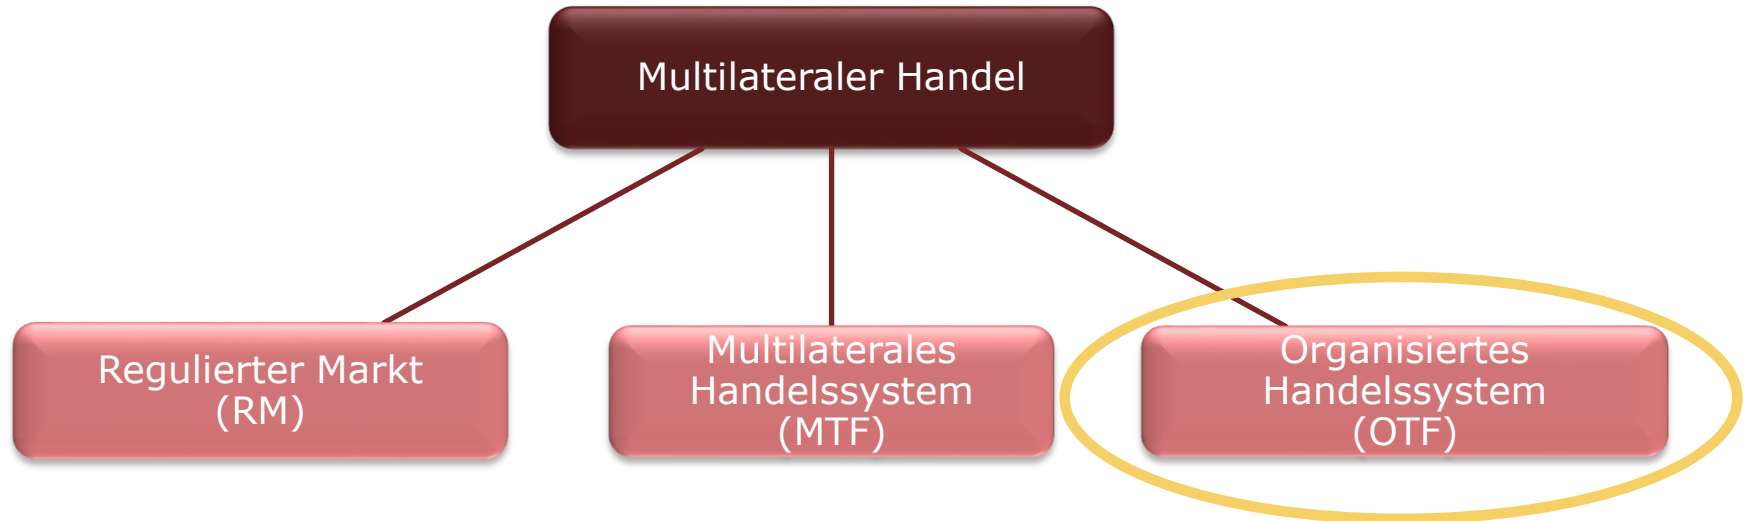 Multilateraler Handel
Regulierter Markt
(RM)
Multilaterales
Handelssystem
(MTF)
Organisiertes
Handelssystem
(OTF)